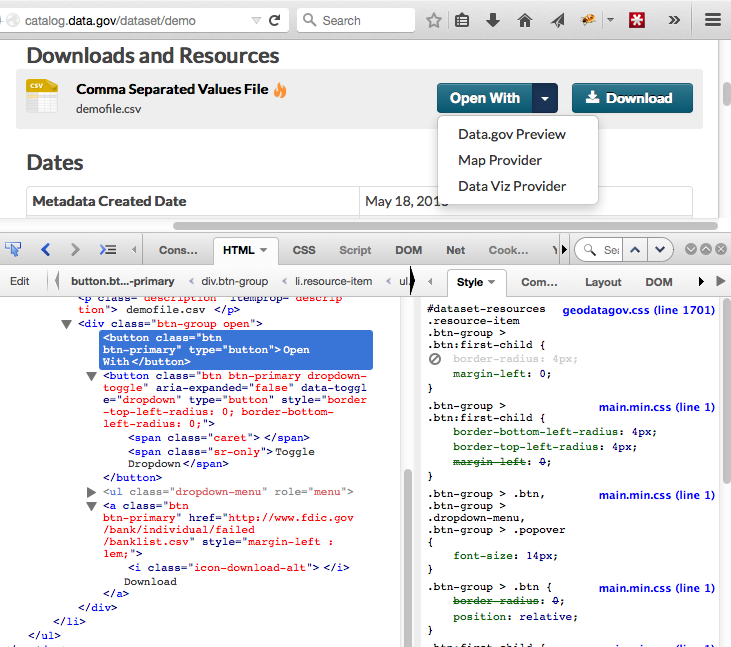 catalog.data.gov/dataset/demo
Search
Downloads and Resources
CSV
Comma Separated Values File
demofile.csv
Open With
Download
Data.gov Preview
Map Provider
Data Viz Provider
Dates
Metadata Created Date
May 18, 201
Cons...
HTML
CSS
Script
DOM
Net
Cook...
Edit
button.bt...-primary < div.btn-group < li.resource-item < ul.
Style
Com...
Layout
DOM
<p class="description" itemprop="descrip
tion"> demofile.csv </p>
<div class="btn-group open">
<button class="btn
btn-primary" type="button">Open
With</button>
<button class="btn btn-primary dropdown-
toggle" aria-expanded="false" data-toggl
e="dropdown" type="button" style="border
-top-left-radius: 0; border-bottom-
left-radius: 0;">
<span class="caret"> </span>
<span class="sr-only">Toggle
Dropdown</span>
</button>
<ul class="dropdown-menu" role="menu">
<a class="btn
btn-primary" href="http://www.fdic.gov
/bank/individual/failed
/banklist.csv" style="margin-left :
1em;">
<i class="icon-download-alt"> </i>
Download
</a>
</div>
</li>
</ul>
#dataset-resources geodatagov.css (line 1701)
.resource-item
.btn-group >
.btn:first-child {
border-radius: 4px;
margin-left: 0;
}
.btn-group > main.min.css (line 1)
.btn:first-child {
border-bottom-left-radius: 4px;
border-top-left-radius: 4px;
margin-left: 0;
}
.btn-group > .btn, main.min.css (line 1)
.btn-group >
.dropdown-menu,
.btn-group > .popover
{
font-size: 14px;
}
.btn-group > .btn { main.min.css (line 1)
border-radius: 0;
position: relative;
}